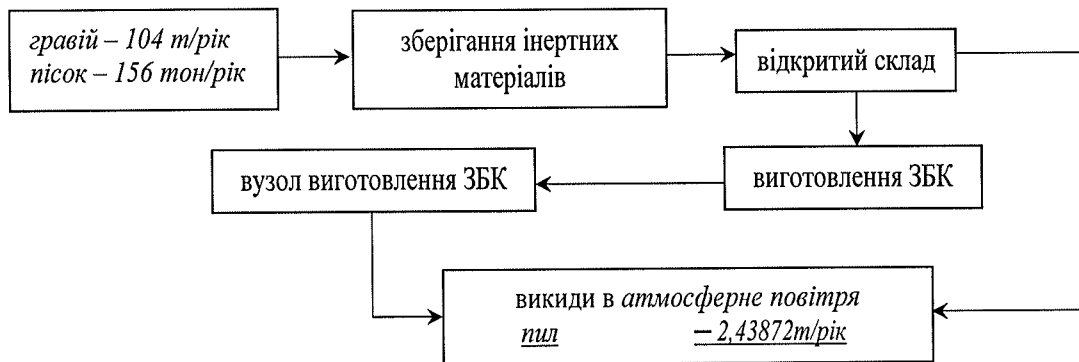 гравій – 104 т/рік
пісок – 156 тон/рік
зберігання інертних
матеріалів
відкритий склад
вузол виготовлення ЗБК
виготовлення ЗБК
викиди в атмосферне повітря
пил – 2,43872т/рік